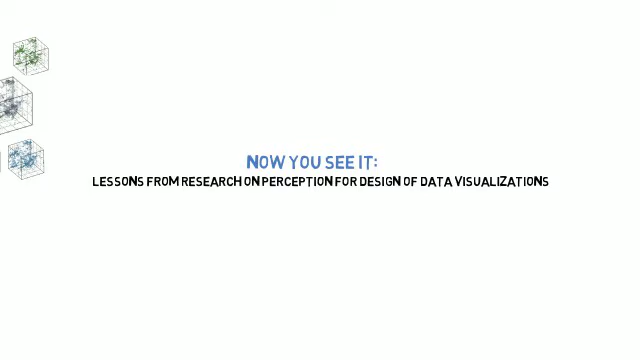 NOW YOU SEE IT:
LESSONS FROM RESEARCH ON PERCEPTION FOR DESIGN OF DATA VISUALIZATIONS